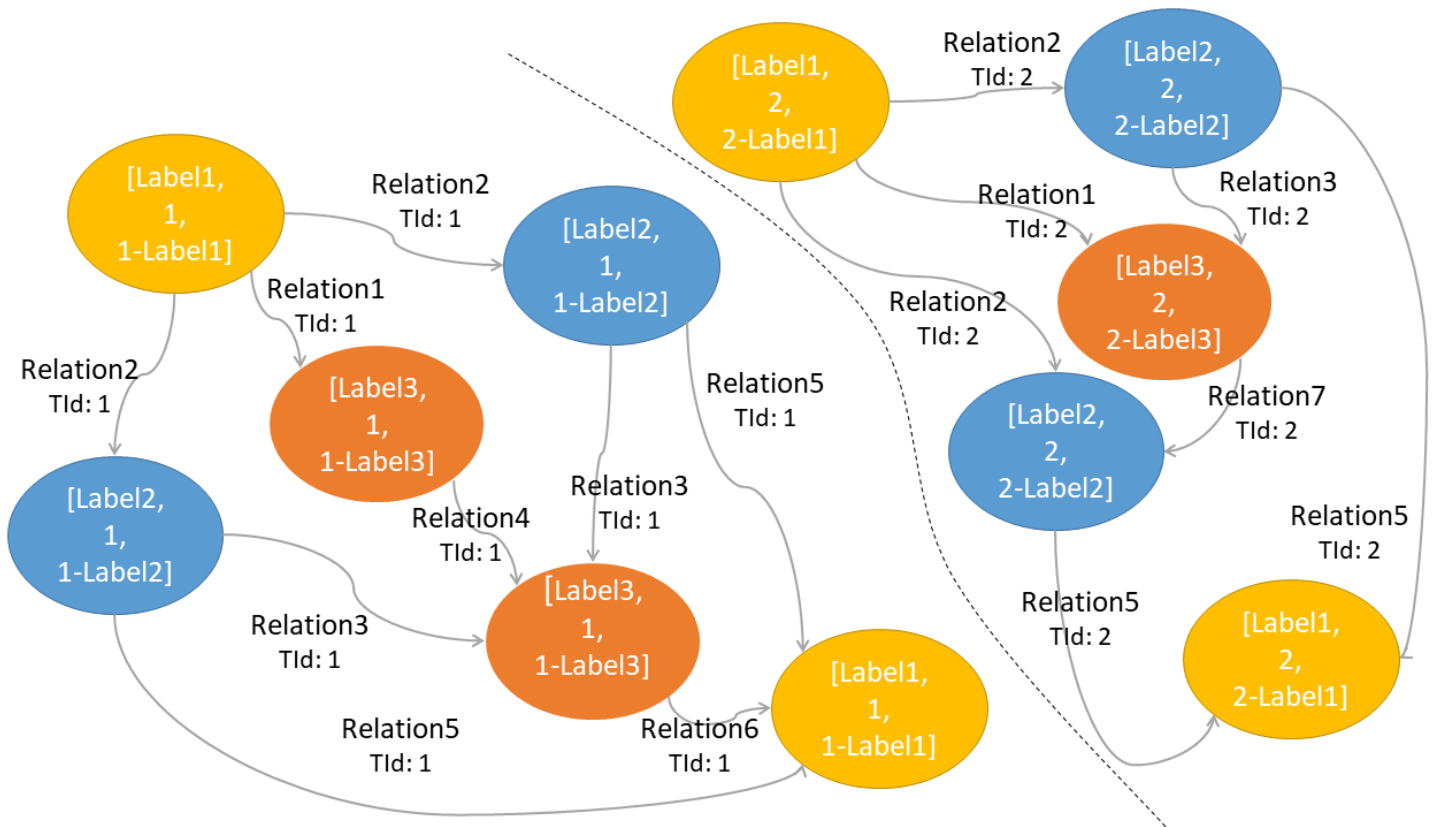 [Label1,
1,
1-Label1]
Relation2
TId: 1
[Label2,
1,
1-Label2]
Relation1
TId: 1
Relation2
TId: 1
[Label3,
1,
1-Label3]
Relation5
TId: 1
[Label2,
1,
1-Label2]
Relation4
TId: 1
Relation3
TId: 1
Relation3
TId: 1
[Label3,
1,
1-Label3]
Relation5
TId: 1
Relation6
TId: 1
[Label1,
1,
1-Label1]
[Label1,
2,
2-Label1]
Relation2
TId: 2
[Label2,
2,
2-Label2]
Relation1
TId: 2
Relation3
TId: 2
[Label3,
2,
2-Label3]
Relation2
TId: 2
Relation7
TId: 2
[Label2,
2,
2-Label2]
Relation5
TId: 2
Relation5
TId: 2
[Label1,
2,
2-Label1]